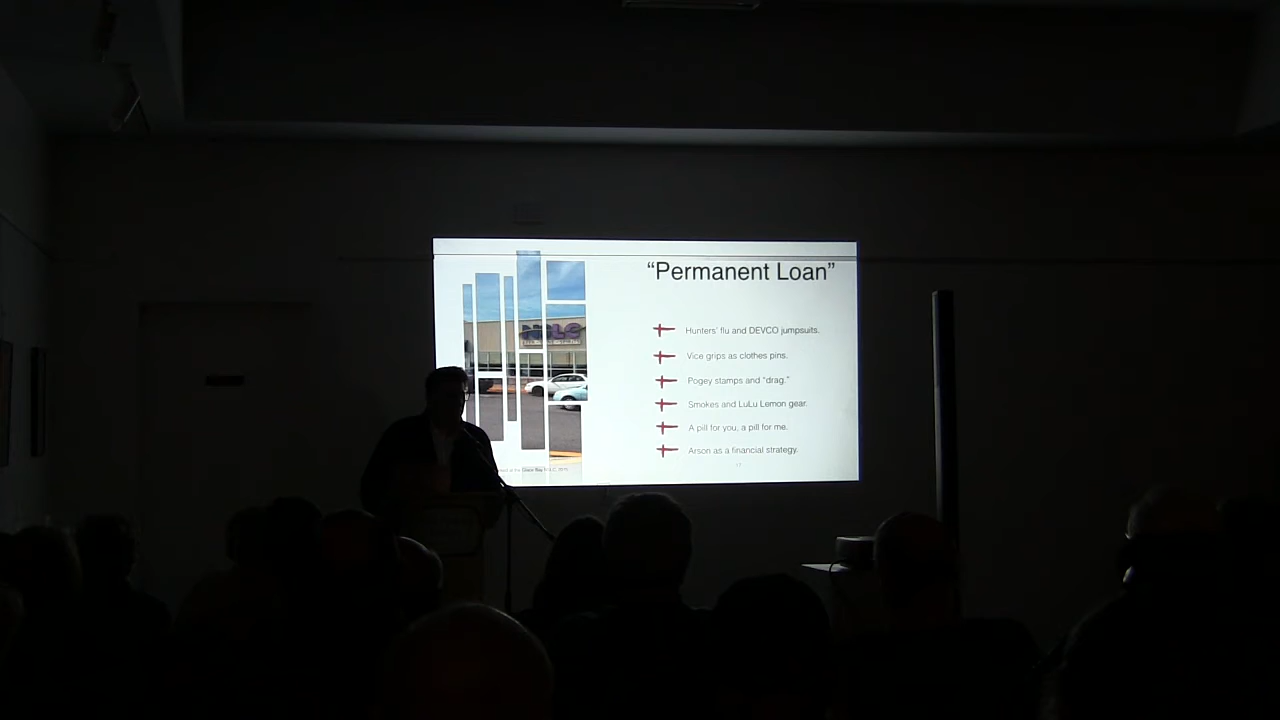 “Permanent Loan”
Hunters’ flu and DEVCO jumpsuits.
Vice grips as clothes pins.
Pogey stamps and “drag.”
Smokes and LuLu Lemon gear.
A pill for you, a pill for me.
Arson as a financial strategy.
17